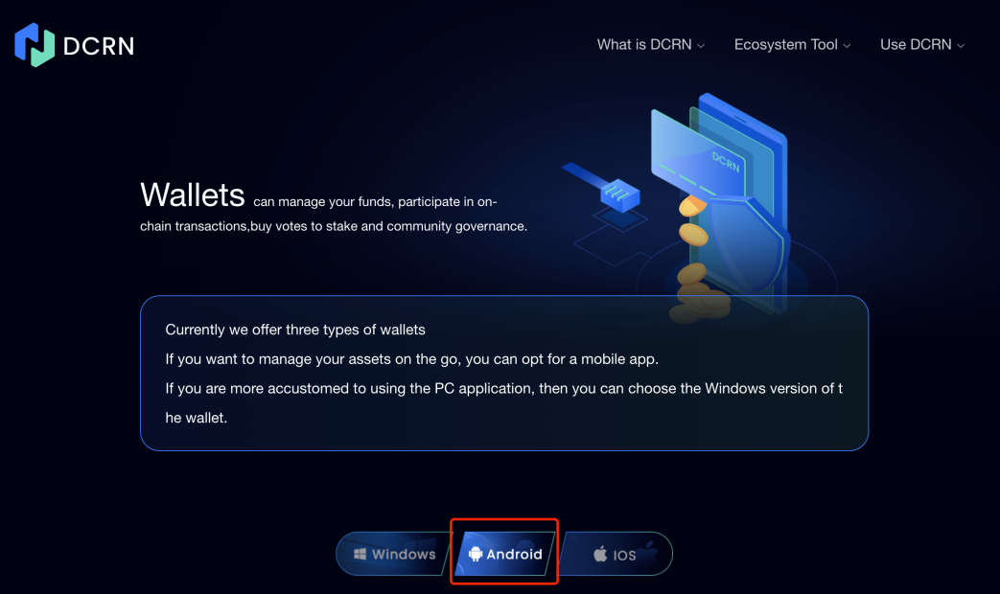 DCRN
What is DCRN
Ecosystem Tool
Use DCRN
DCRN
Wallets can manage your funds, participate in on-
chain transactions,buy votes to stake and community governance.
Currently we offer three types of wallets
If you want to manage your assets on the go, you can opt for a mobile app.
If you are more accustomed to using the PC application, then you can choose the Windows version of t
he wallet.
Windows
Android
IOS